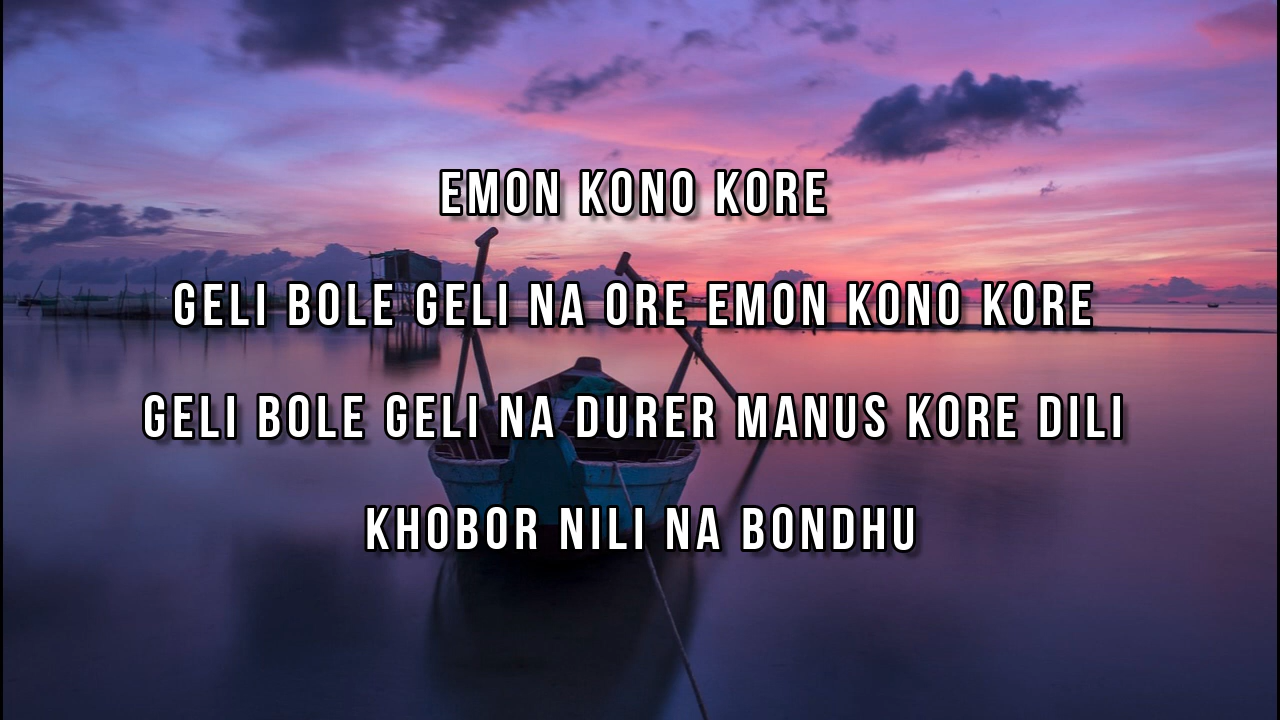 EMON KONO KORE
GELI BOLE GELI NA ORE EMON KONO KORE
GELI BOLE GELI NA DURER MANUS KORE DILI
KHOBOR NILI NA BONDHU